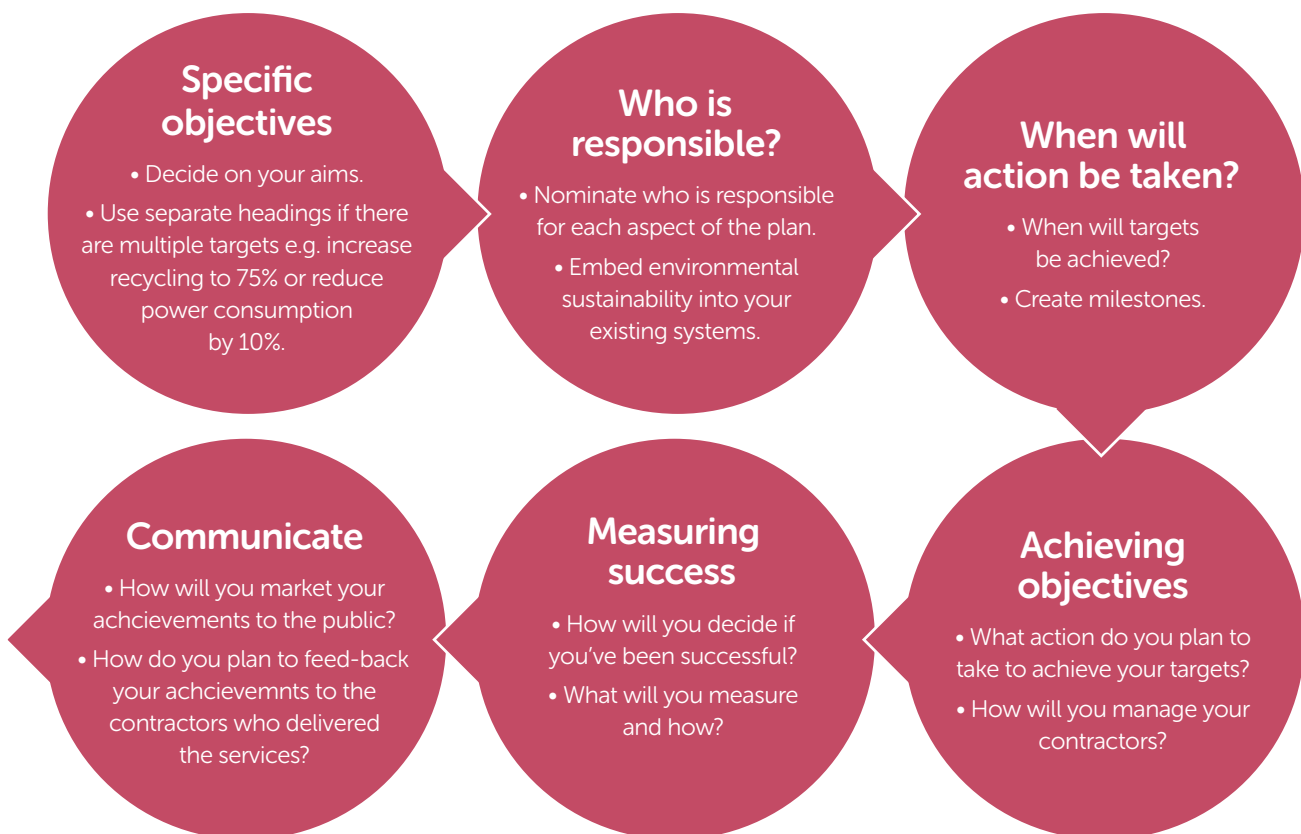 Specific
objectives
• Decide on your aims.
• Use separate headings if there
are multiple targets e.g. increase
recycling to 75% or reduce
power consumption
by 10%.
Who is
responsible?
• Nominate who is responsible
for each aspect of the plan.
• Embed environmental
sustainability into your
existing systems.
When will
action be taken?
• When will targets
be achieved?
• Create milestones.
Achieving
objectives
• What action do you plan to
take to achieve your targets?
• How will you manage your
contractors?
Measuring
success
• How will you decide if
you’ve been successful?
• What will you measure
and how?
Communicate
• How will you market your
achcievements to the public?
• How do you plan to feed-back
your achcievemnts to the
contractors who delivered
the services?